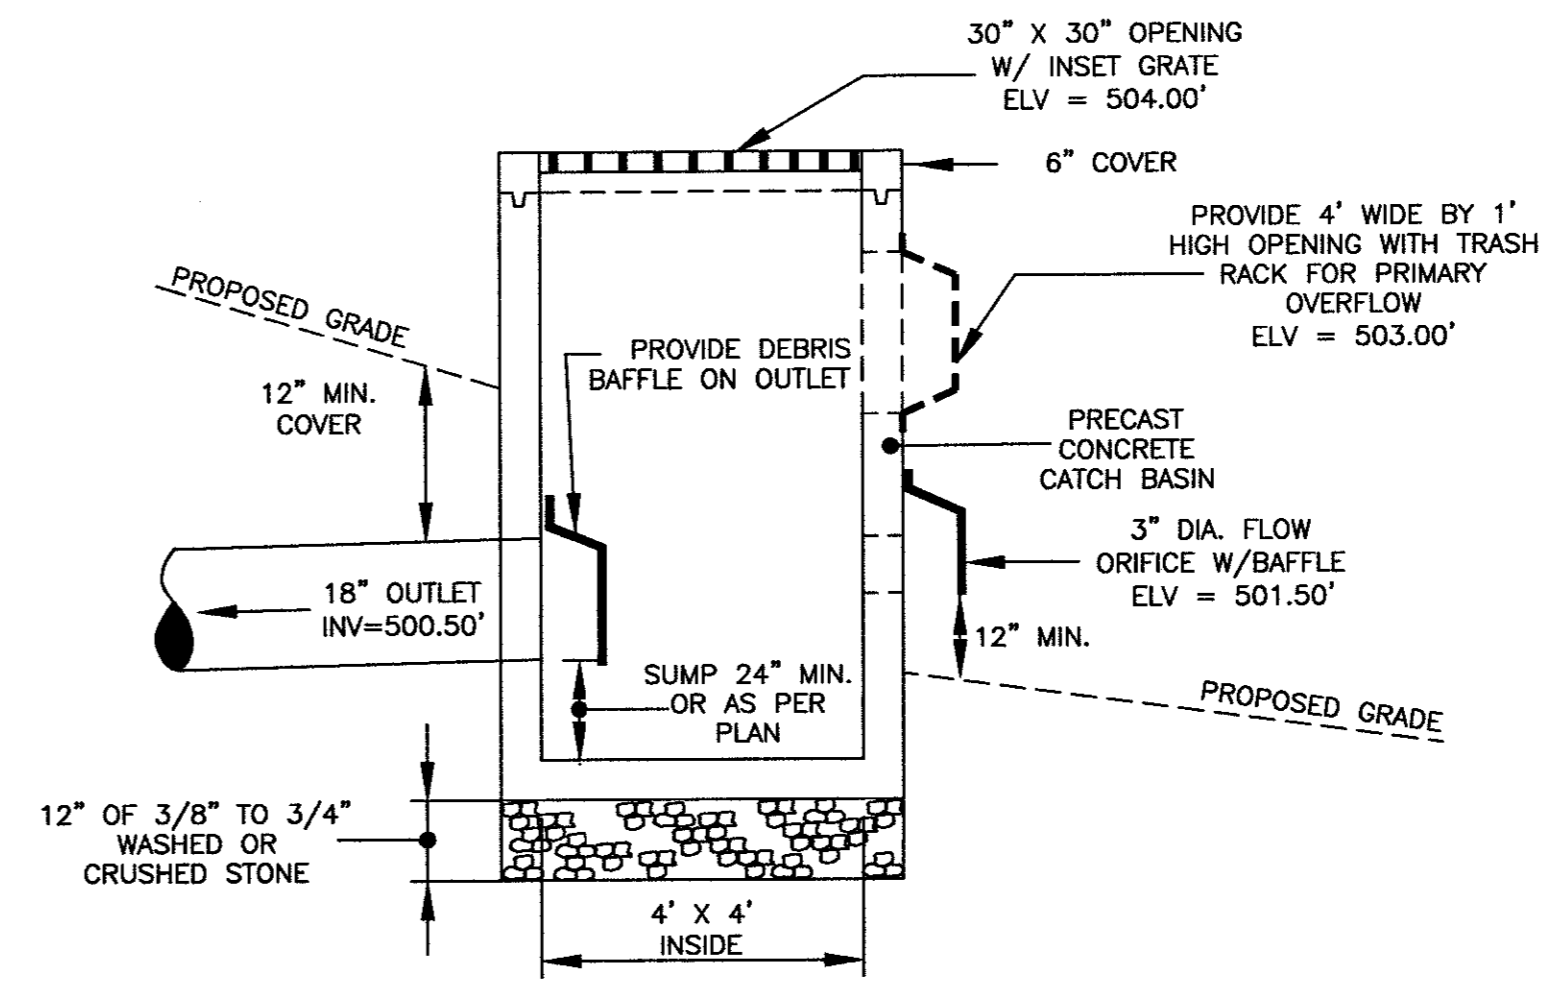 30" X 30" OPENING
W/ INSET GRATE
ELV = 504.00'
6" COVER
PROVIDE 4' WIDE BY 1'
HIGH OPENING WITH TRASH
RACK FOR PRIMARY
OVERFLOW
ELV = 503.00'
PROPOSED GRADE
12" MIN.
COVER
PROVIDE DEBRIS
BAFFLE ON OUTLET
PRECAST
CONCRETE
CATCH BASIN
3" DIA. FLOW
ORIFICE W/BAFFLE
ELV = 501.50'
18" OUTLET
INV=500.50'
12" MIN.
SUMP 24" MIN.
OR AS PER
PLAN
PROPOSED GRADE
12" OF 3/8" TO 3/4"
WASHED OR
CRUSHED STONE
4' X 4'
INSIDE